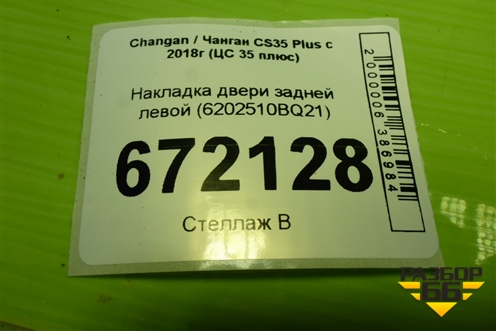 Changan / Чанган CS35 Plus с
2018г (ЦС 35 плюс)
Накладка двери задней
левой (6202510BQ21)
672128
Стеллаж В
2000006386984
РАЗБОР
66